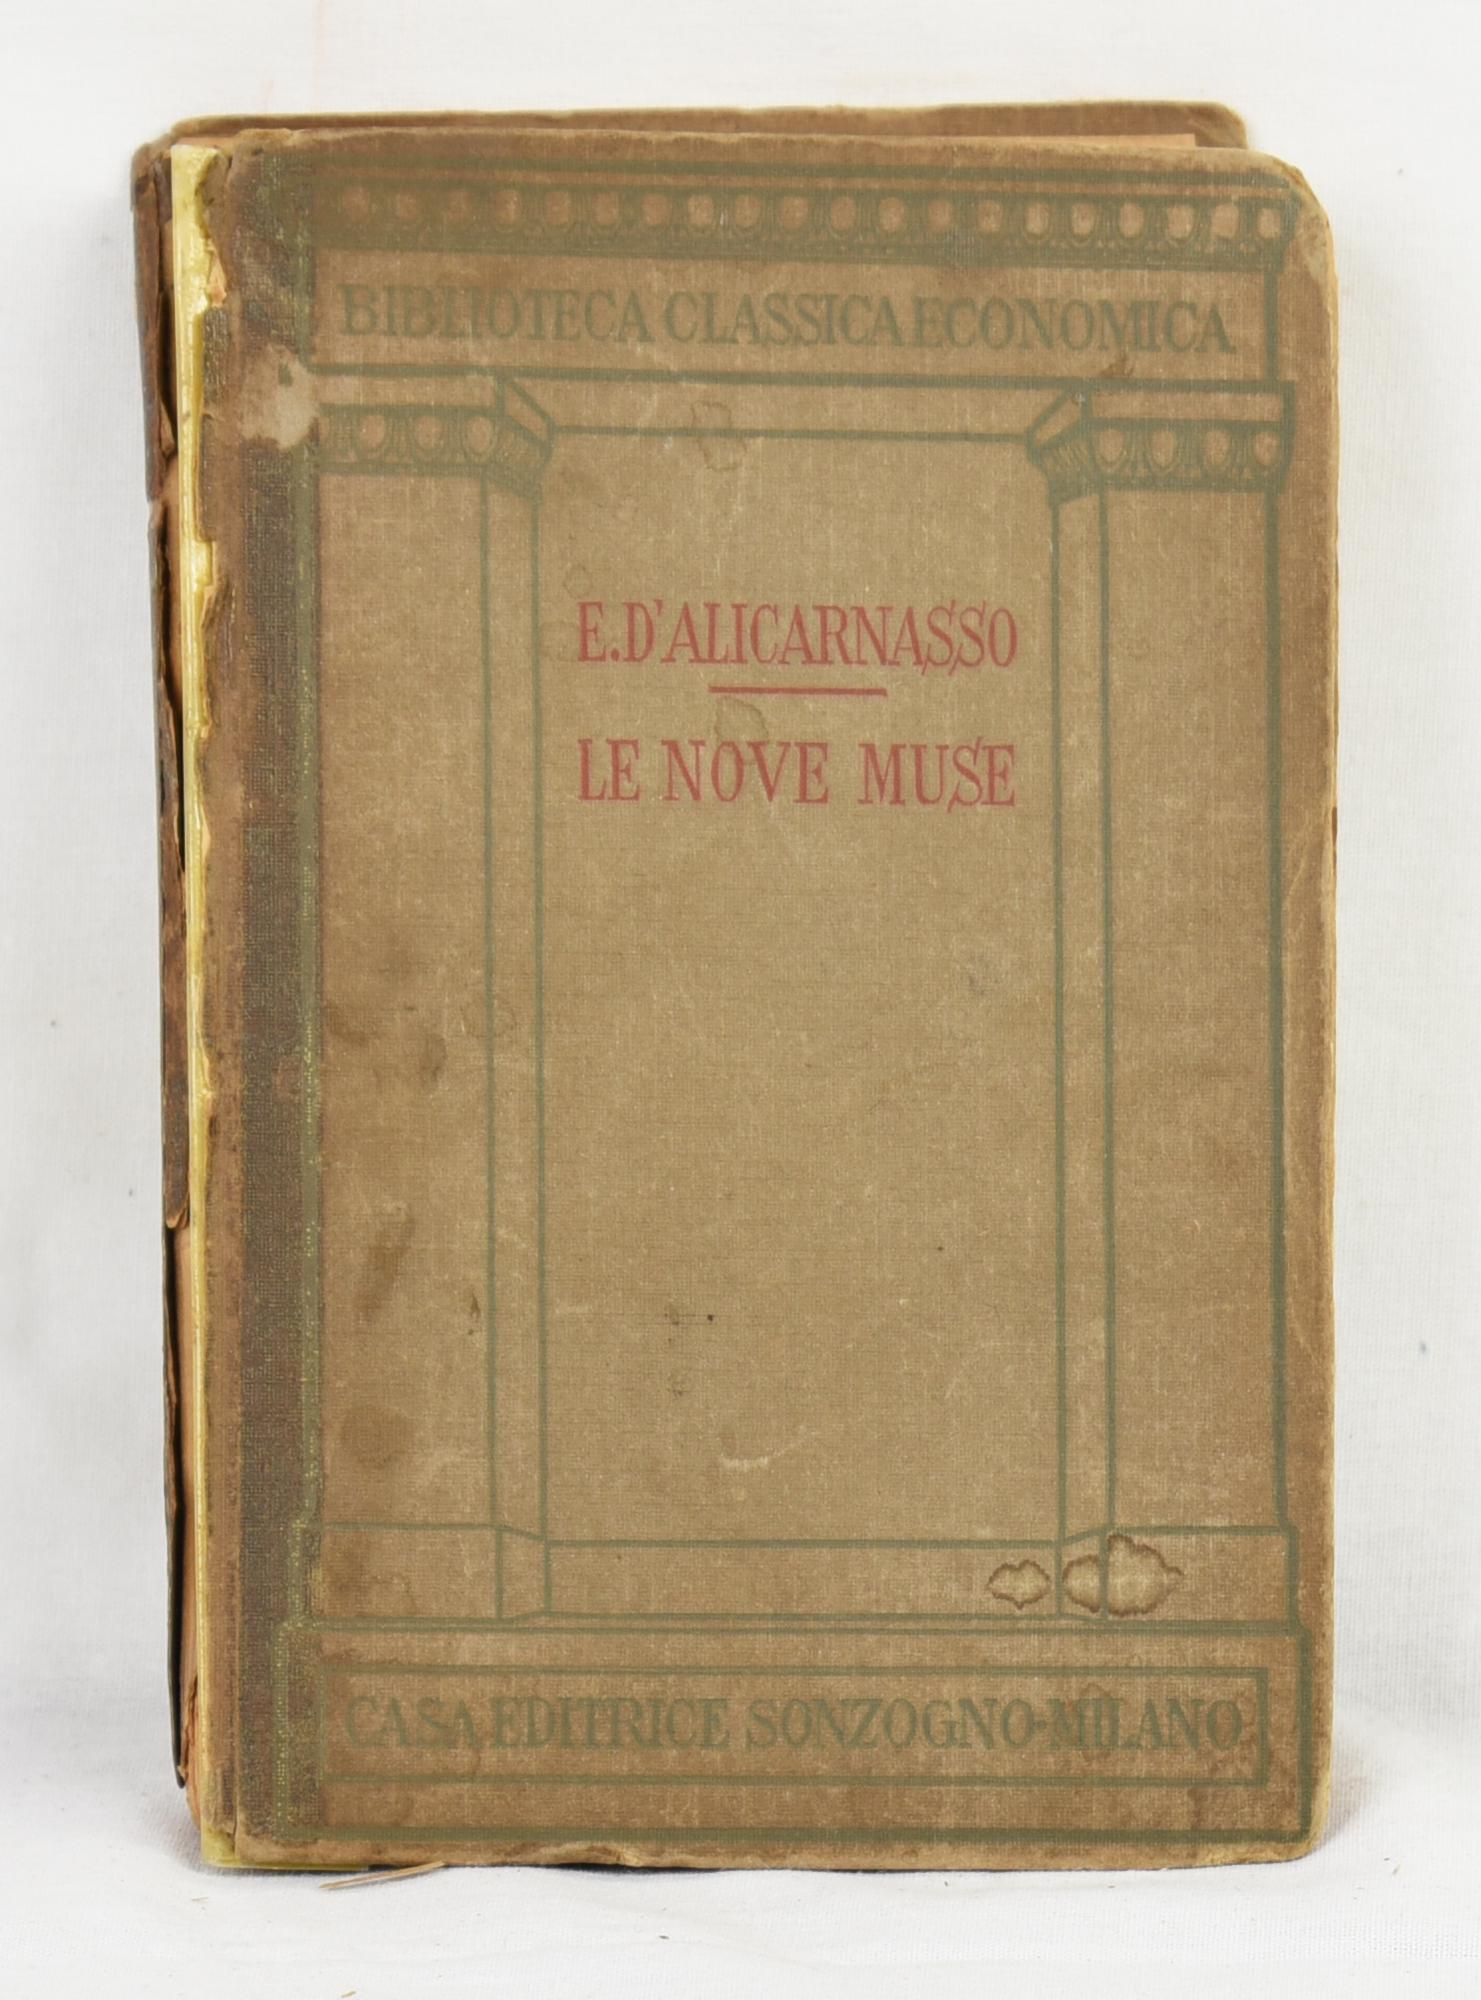 BIBLIOTECA CLASSICA ECONOMICA
E. D'ALICARNASSO
LE NOVE MUSE
CASA EDITRICE SONZOGNO-MILANO